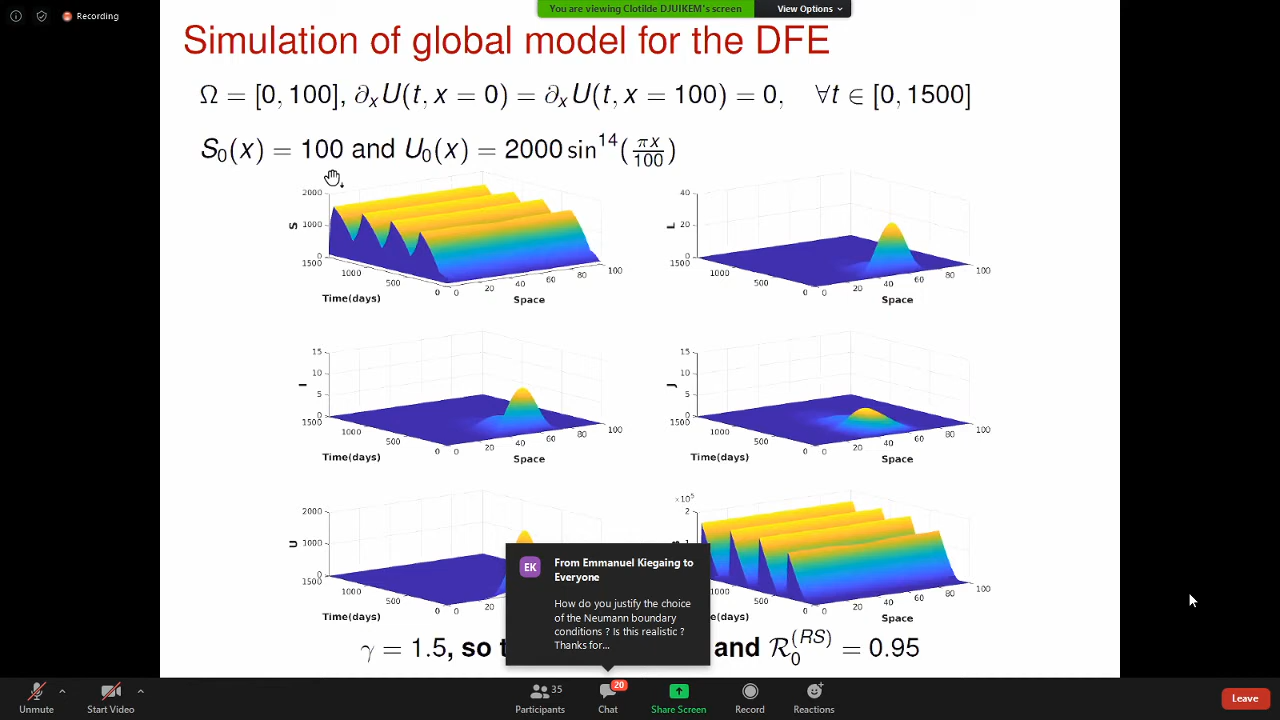 Recording
You are viewing Clotilde DJUIKEM's screen
View Options
Simulation of global model for the DFE
Ω = [0, 100], ∂ₓU(t, x = 0) = ∂ₓU(t, x = 100) = 0, ∀t ∈ [0, 1500]
S₀(x) = 100 and U₀(x) = 2000 sin¹⁴(πx/100)
S
2000
1000
0
1500
1000
500
0
Time(days)
0
20
40
60
80
100
Space
L
40
20
0
1500
1000
500
0
Time(days)
0
20
40
60
80
100
Space
I
15
10
5
0
1500
1000
500
0
Time(days)
0
20
40
60
80
100
Space
J
15
10
5
0
1500
1000
500
0
Time(days)
0
20
40
60
80
100
Space
U
2000
1000
0
1500
1000
500
0
Time(days)
×10⁵
2
1
500
0
0
20
40
60
80
100
Space
EK
From Emmanuel Kiegaing to
Everyone
How do you justify the choice
of the Neumann boundary
conditions ? Is this realistic ?
Thanks for...
γ = 1.5, so and R₀⁽ᴿˢ⁾ = 0.95
Unmute
Start Video
35
Participants
20
Chat
Share Screen
Record
Reactions
Leave